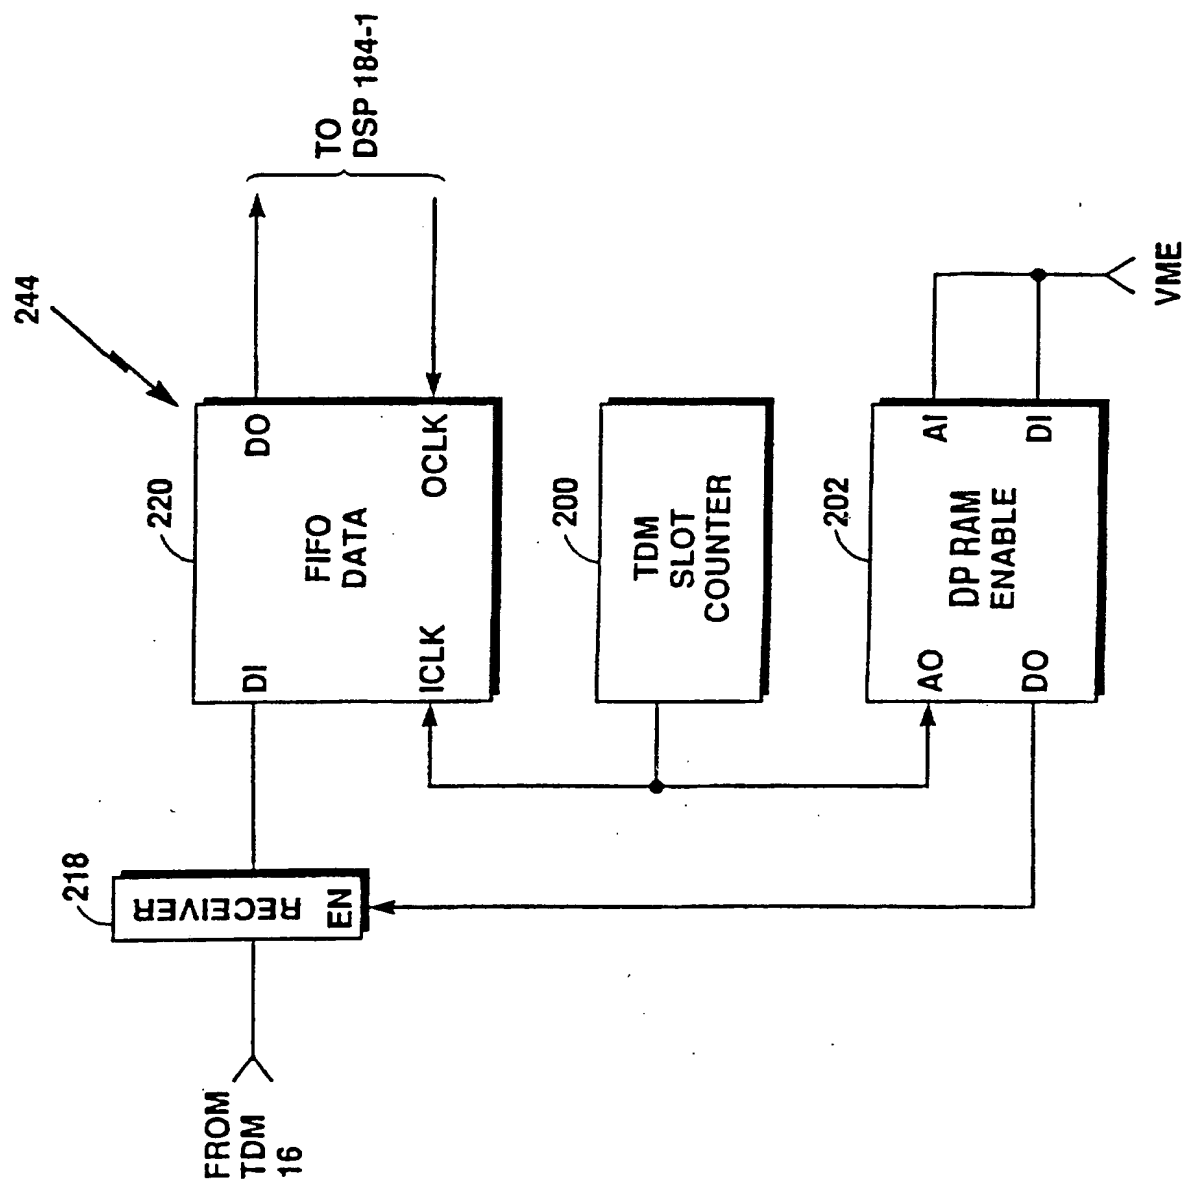 244
FROM
TDM
16
218
RECEIVER
EN
220
DI
DO
FIFO
DATA
ICLK
OCLK
TO
DSP 184-1
200
TDM
SLOT
COUNTER
202
AO
AI
DP RAM
ENABLE
DO
DI
VME